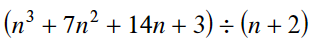 (n³ + 7n² + 14n + 3) ÷ (n + 2)